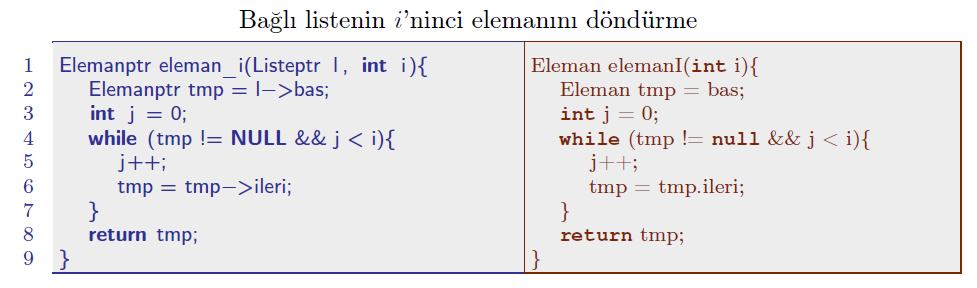 Bağlı listenin i'ninci elemanını döndürme
1 Elemanptr eleman_i(Listeptr l, int i){ Eleman elemanI(int i){
2 Elemanptr tmp = l−>bas; Eleman tmp = bas;
3 int j = 0; int j = 0;
4 while (tmp != NULL && j < i){ while (tmp != null && j < i){
5 j++; j++;
6 tmp = tmp−>ileri; tmp = tmp.ileri;
7 } }
8 return tmp; return tmp;
9 } }